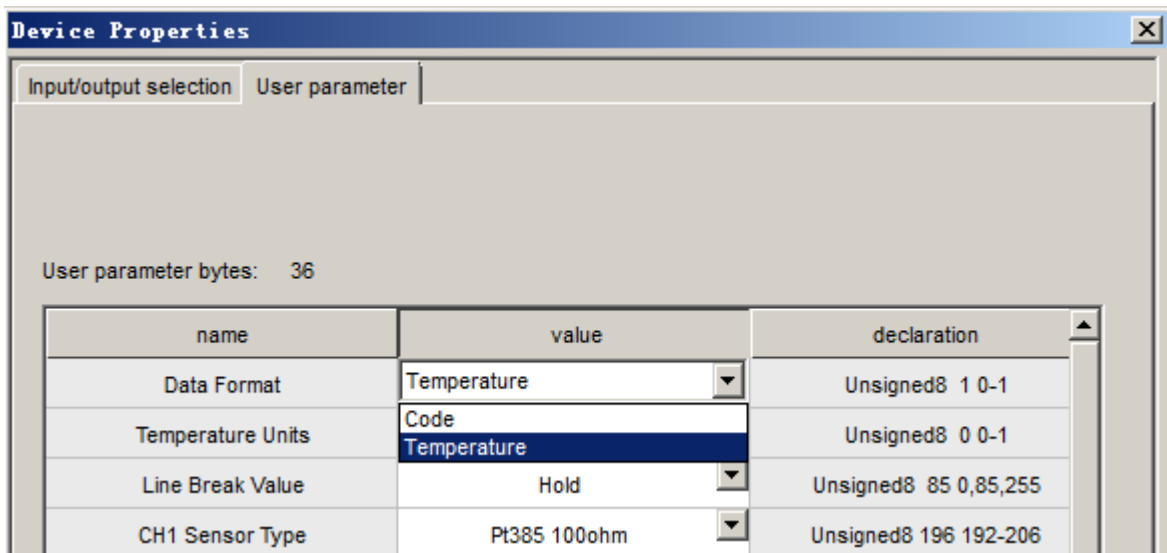 Device Properties
Input/output selection User parameter
User parameter bytes: 36
name value declaration
Data Format Temperature Unsigned8 1 0-1
Code
Temperature Units Temperature Unsigned8 0 0-1
Line Break Value Hold Unsigned8 85 0,85,255
CH1 Sensor Type Pt385 100ohm Unsigned8 196 192-206